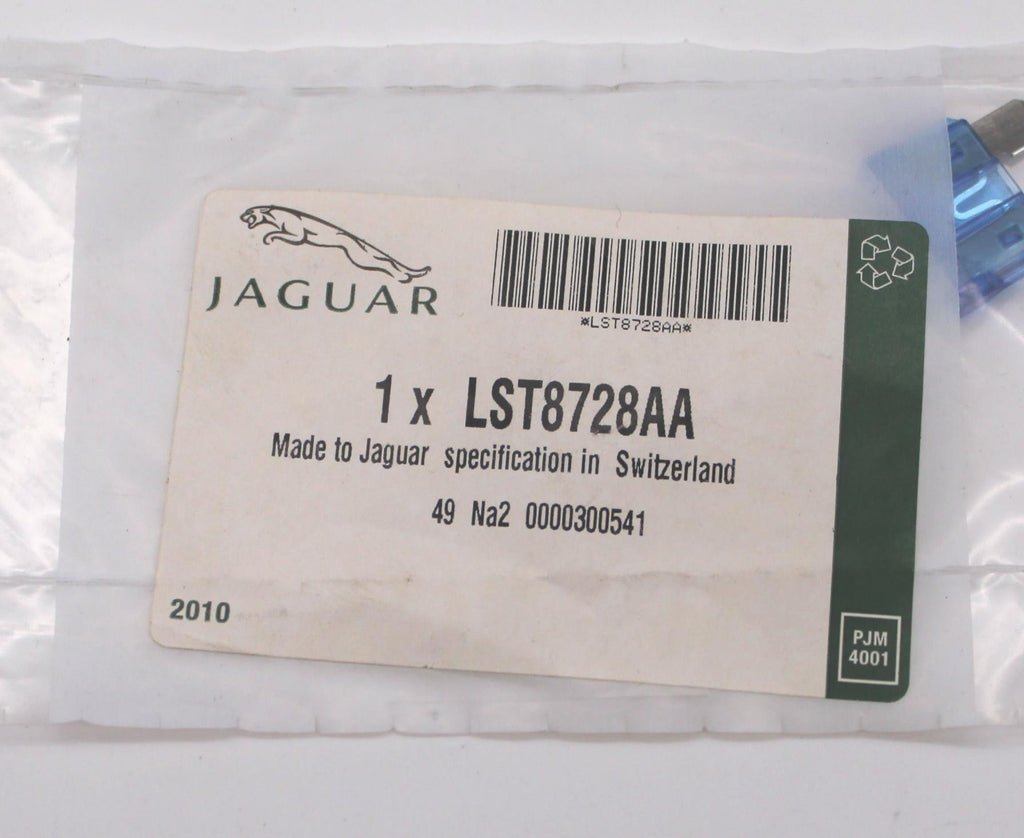 JAGUAR
*LST8728AA*
1 x LST8728AA
Made to Jaguar specification in Switzerland
49 Na2 0000300541
2010
PJM
4001